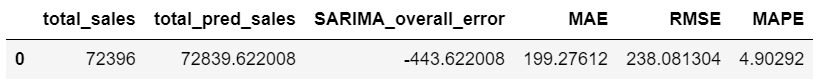 total_sales total_pred_sales SARIMA_overall_error MAE RMSE MAPE
0 72396 72839.622008 -443.622008 199.27612 238.081304 4.90292